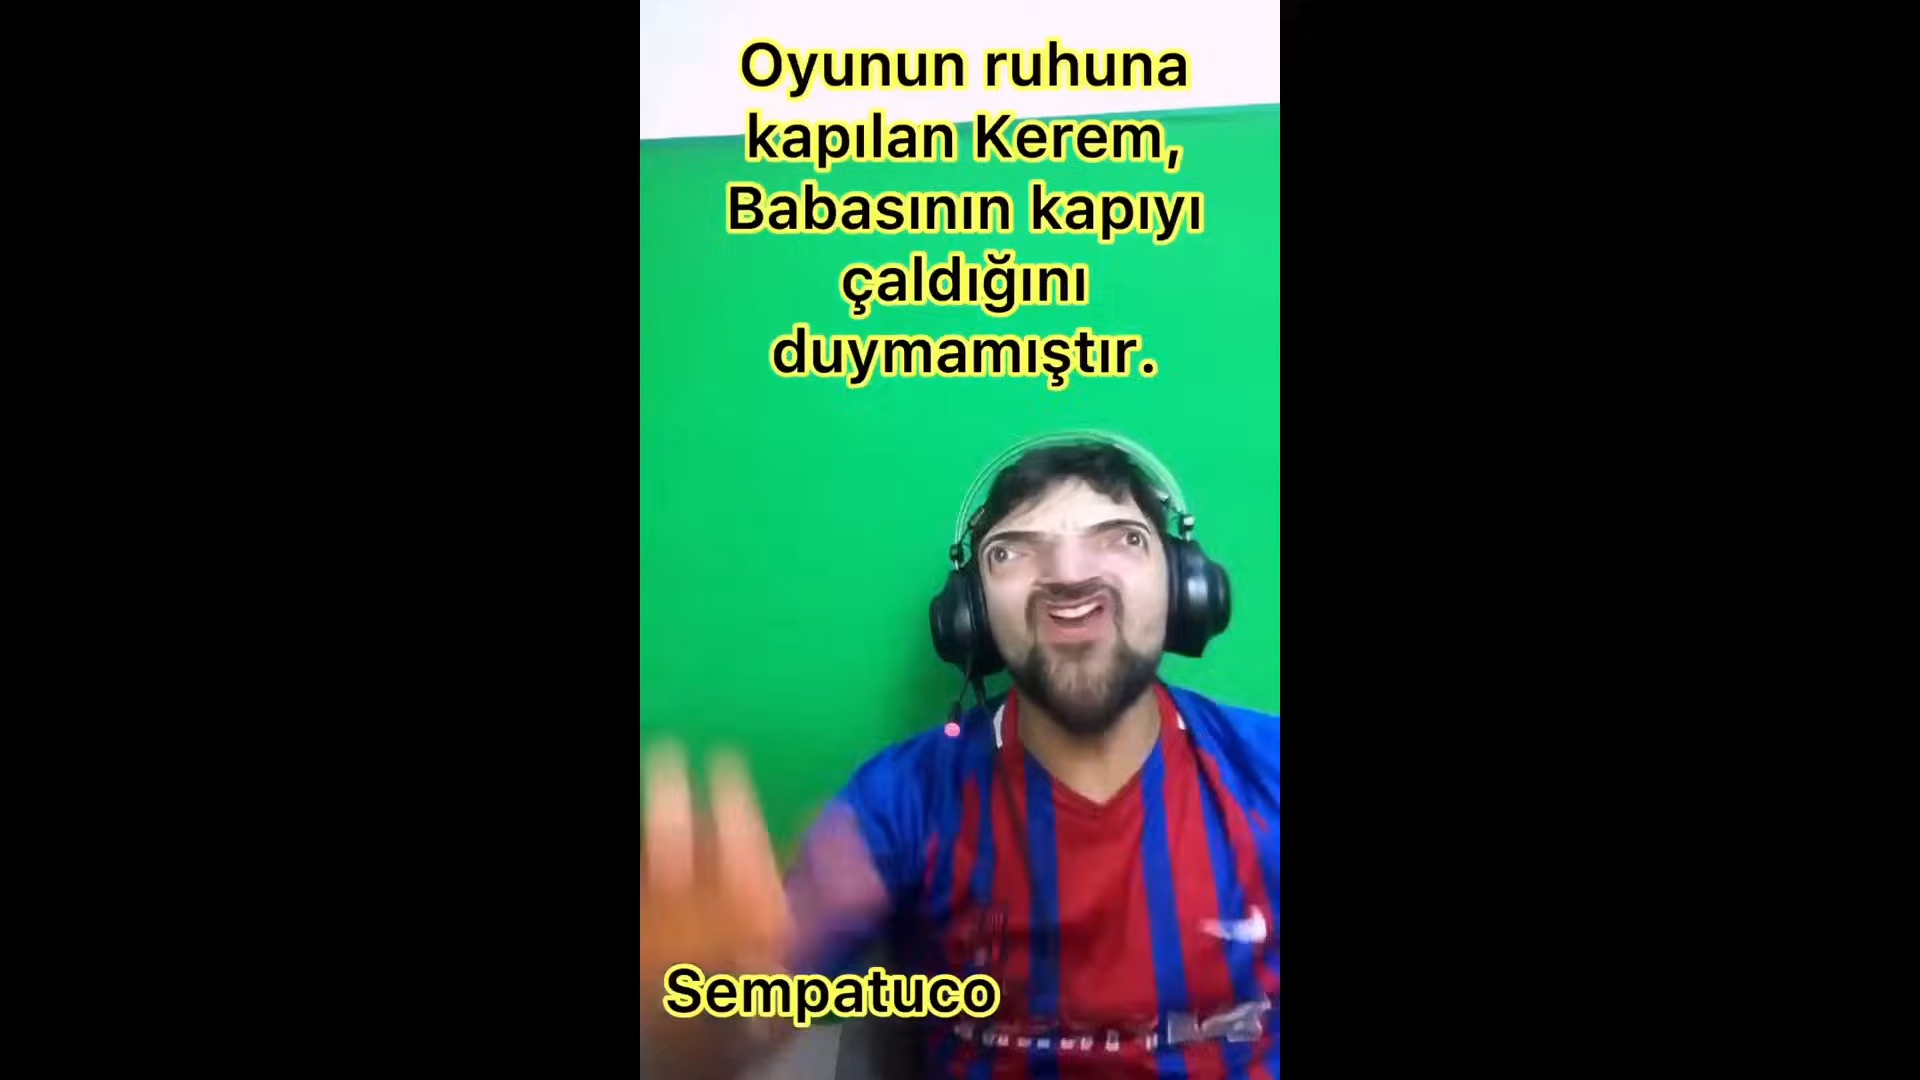 Oyunun ruhuna
kapılan Kerem,
Babasının kapıyı
çaldığını
duymamıştır.
Sempatuco